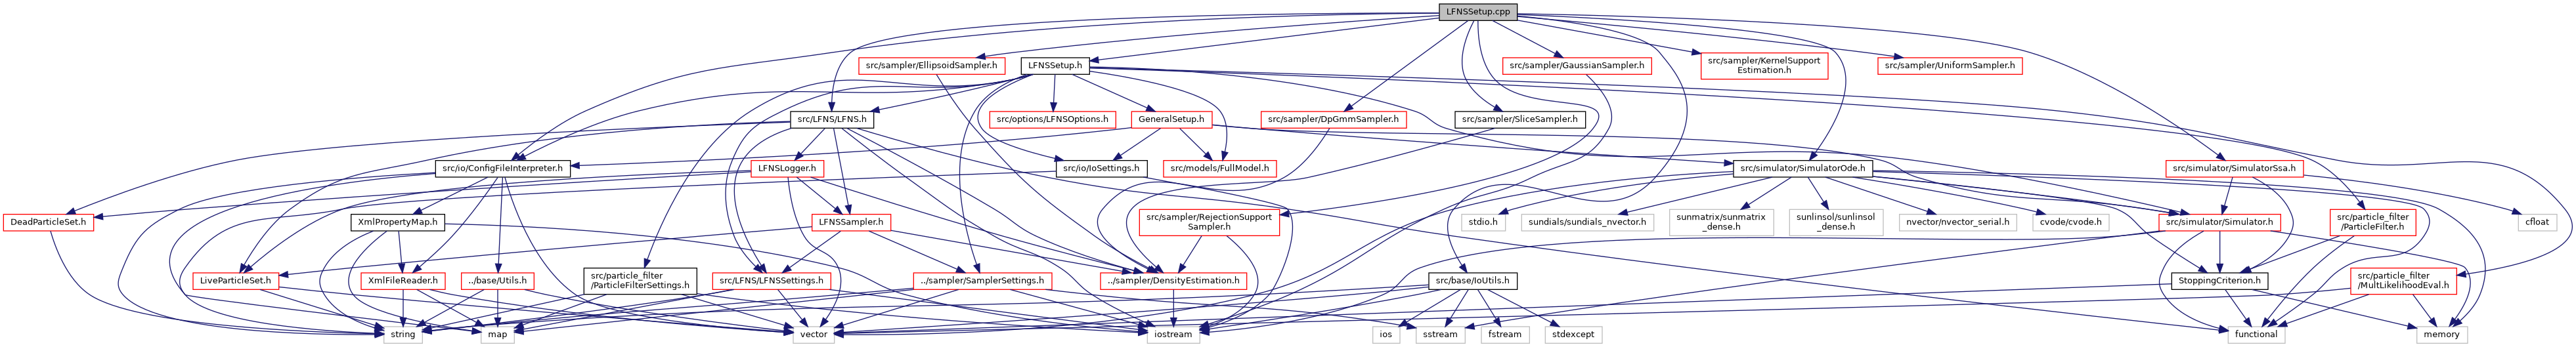 LFNSSetup.cpp
src/sampler/EllipsoidSampler.h
LFNSSetup.h
src/sampler/GaussianSampler.h
src/sampler/KernelSupport
Estimation.h
src/sampler/UniformSampler.h
src/LFNS/LFNS.h
src/options/LFNSOptions.h
GeneralSetup.h
src/sampler/DpGmmSampler.h
src/sampler/SliceSampler.h
src/io/ConfigFileInterpreter.h
LFNSLogger.h
src/io/IoSettings.h
src/models/FullModel.h
src/simulator/SimulatorOde.h
src/simulator/SimulatorSsa.h
DeadParticleSet.h
XmlPropertyMap.h
LFNSSampler.h
src/sampler/RejectionSupport
Sampler.h
stdio.h
sundials/sundials_nvector.h
sunmatrix/sunmatrix
_dense.h
sunlinsol/sunlinsol
_dense.h
nvector/nvector_serial.h
cvode/cvode.h
src/simulator/Simulator.h
src/particle_filter
/ParticleFilter.h
cfloat
LiveParticleSet.h
XmlFileReader.h
../base/Utils.h
src/particle_filter
/ParticleFilterSettings.h
src/LFNS/LFNSSettings.h
../sampler/SamplerSettings.h
../sampler/DensityEstimation.h
src/base/IoUtils.h
StoppingCriterion.h
src/particle_filter
/MultLikelihoodEval.h
string
map
vector
iostream
ios
sstream
fstream
stdexcept
functional
memory